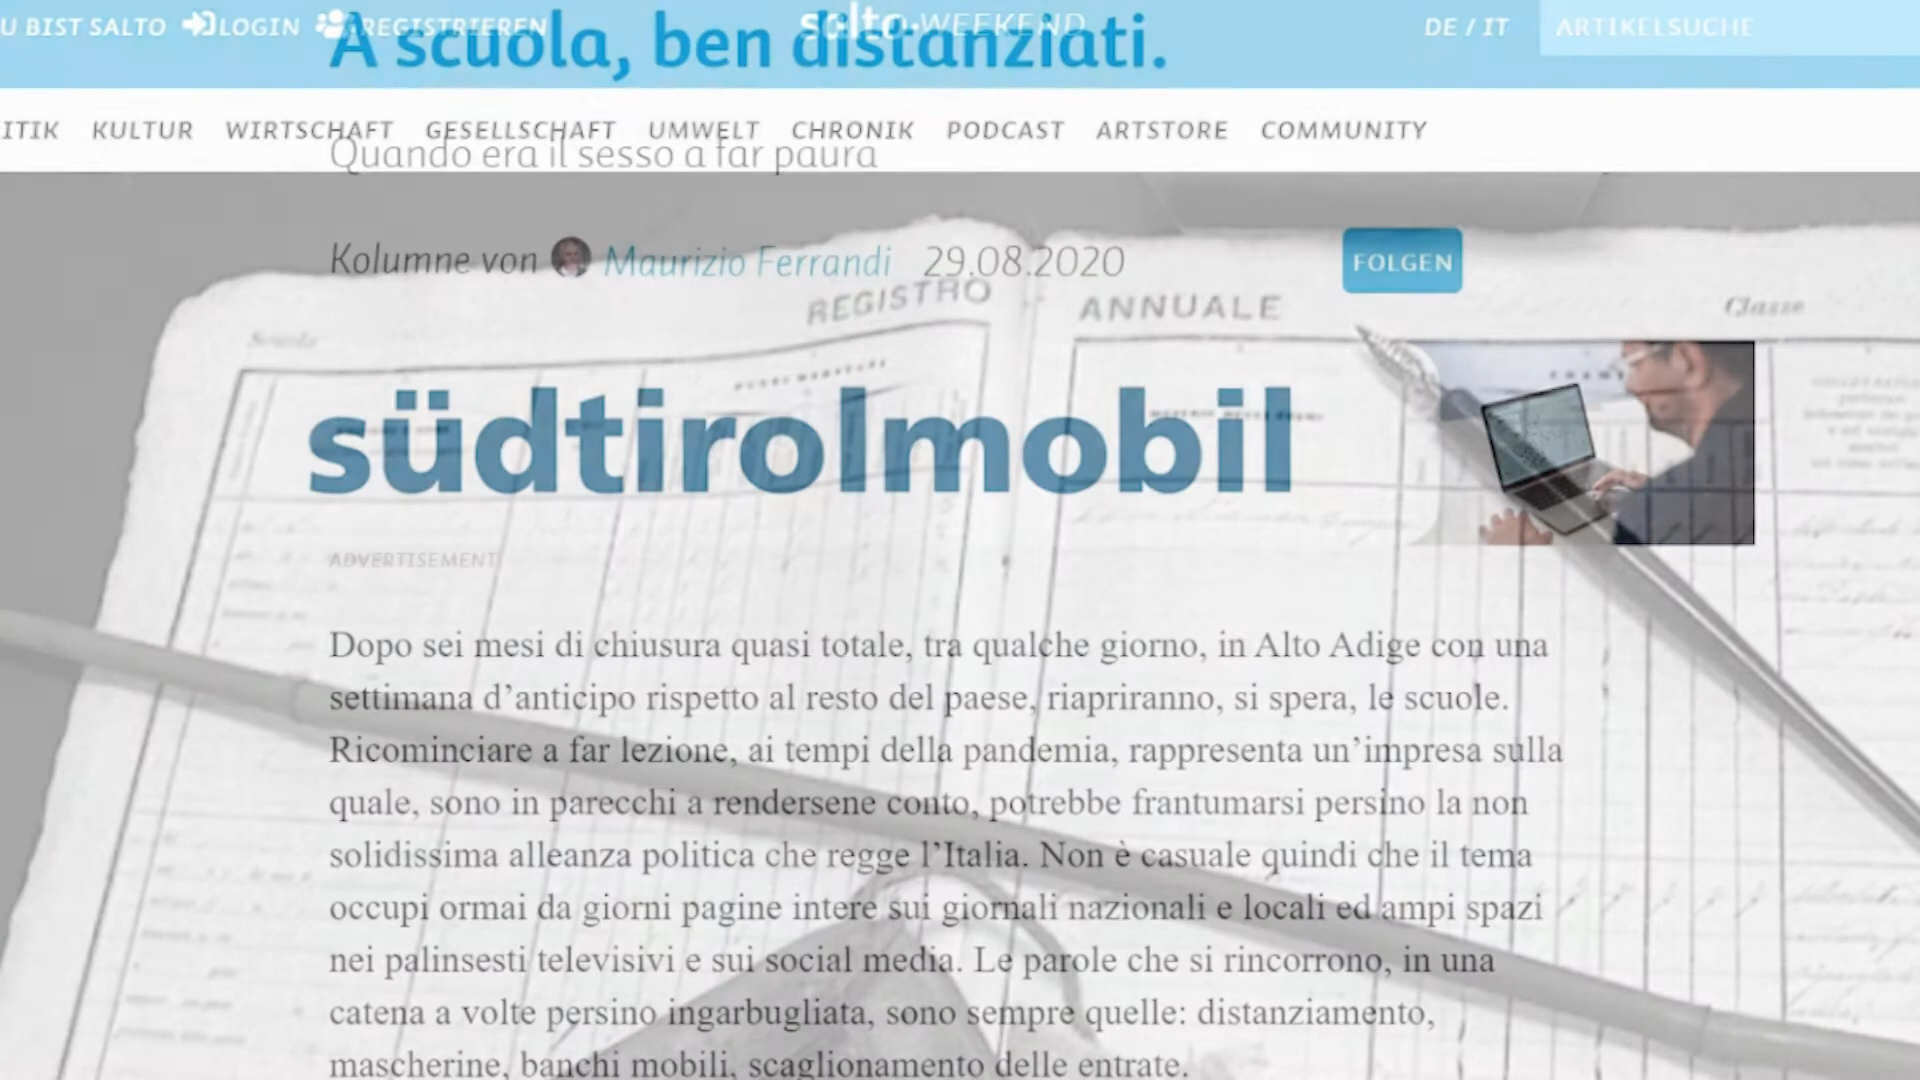 U BIST SALTO LOGIN REGISTRIEREN salto.WEEKEND DE / IT ARTIKELSUCHE
A scuola, ben distanziati.
ITIK KULTUR WIRTSCHAFT GESELLSCHAFT UMWELT CHRONIK PODCAST ARTSTORE COMMUNITY
Quando era il sesso a far paura
Kolumne von Maurizio Ferrandi 29.08.2020 FOLGEN
REGISTRO ANNUALE Classe
Scuola
südtirolmobil
ADVERTISEMENT
Dopo sei mesi di chiusura quasi totale, tra qualche giorno, in Alto Adige con una
settimana d’anticipo rispetto al resto del paese, riapriranno, si spera, le scuole.
Ricominciare a far lezione, ai tempi della pandemia, rappresenta un’impresa sulla
quale, sono in parecchi a rendersene conto, potrebbe frantumarsi persino la non
solidissima alleanza politica che regge l’Italia. Non è casuale quindi che il tema
occupi ormai da giorni pagine intere sui giornali nazionali e locali ed ampi spazi
nei palinsesti televisivi e sui social media. Le parole che si rincorrono, in una
catena a volte persino ingarbugliata, sono sempre quelle: distanziamento,
mascherine, banchi mobili, scaglionamento delle entrate.